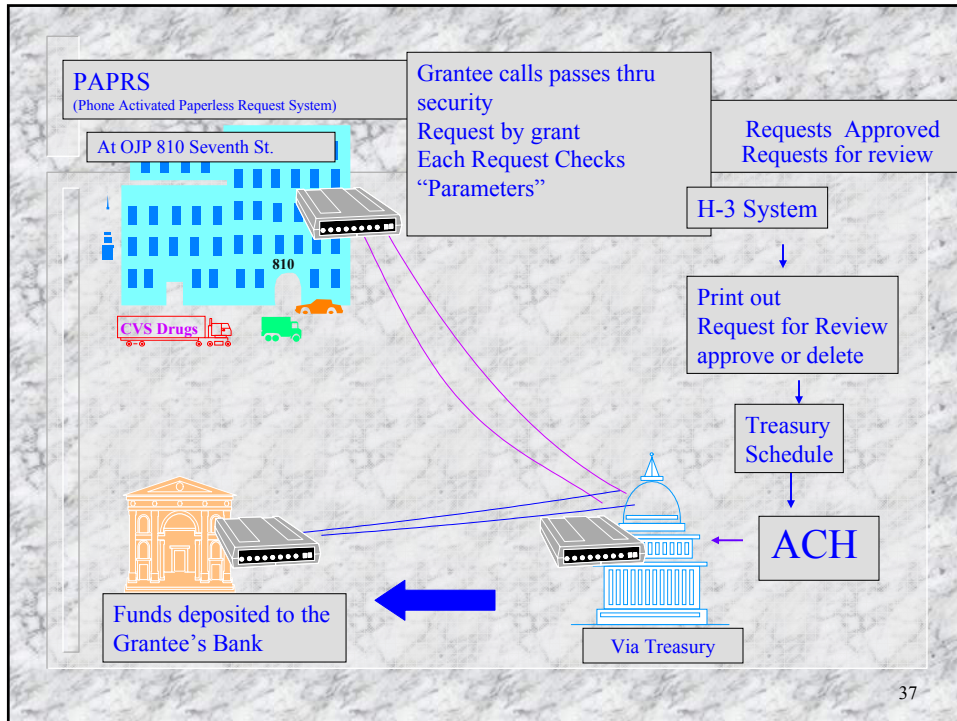 PAPRS
(Phone Activated Paperless Request System)
At OJP 810 Seventh St.
810
CVS Drugs
Grantee calls passes thru
security
Request by grant
Each Request Checks
“Parameters”
Requests Approved
Requests for review
H-3 System
Print out
Request for Review
approve or delete
Treasury
Schedule
ACH
Via Treasury
Funds deposited to the
Grantee’s Bank
37